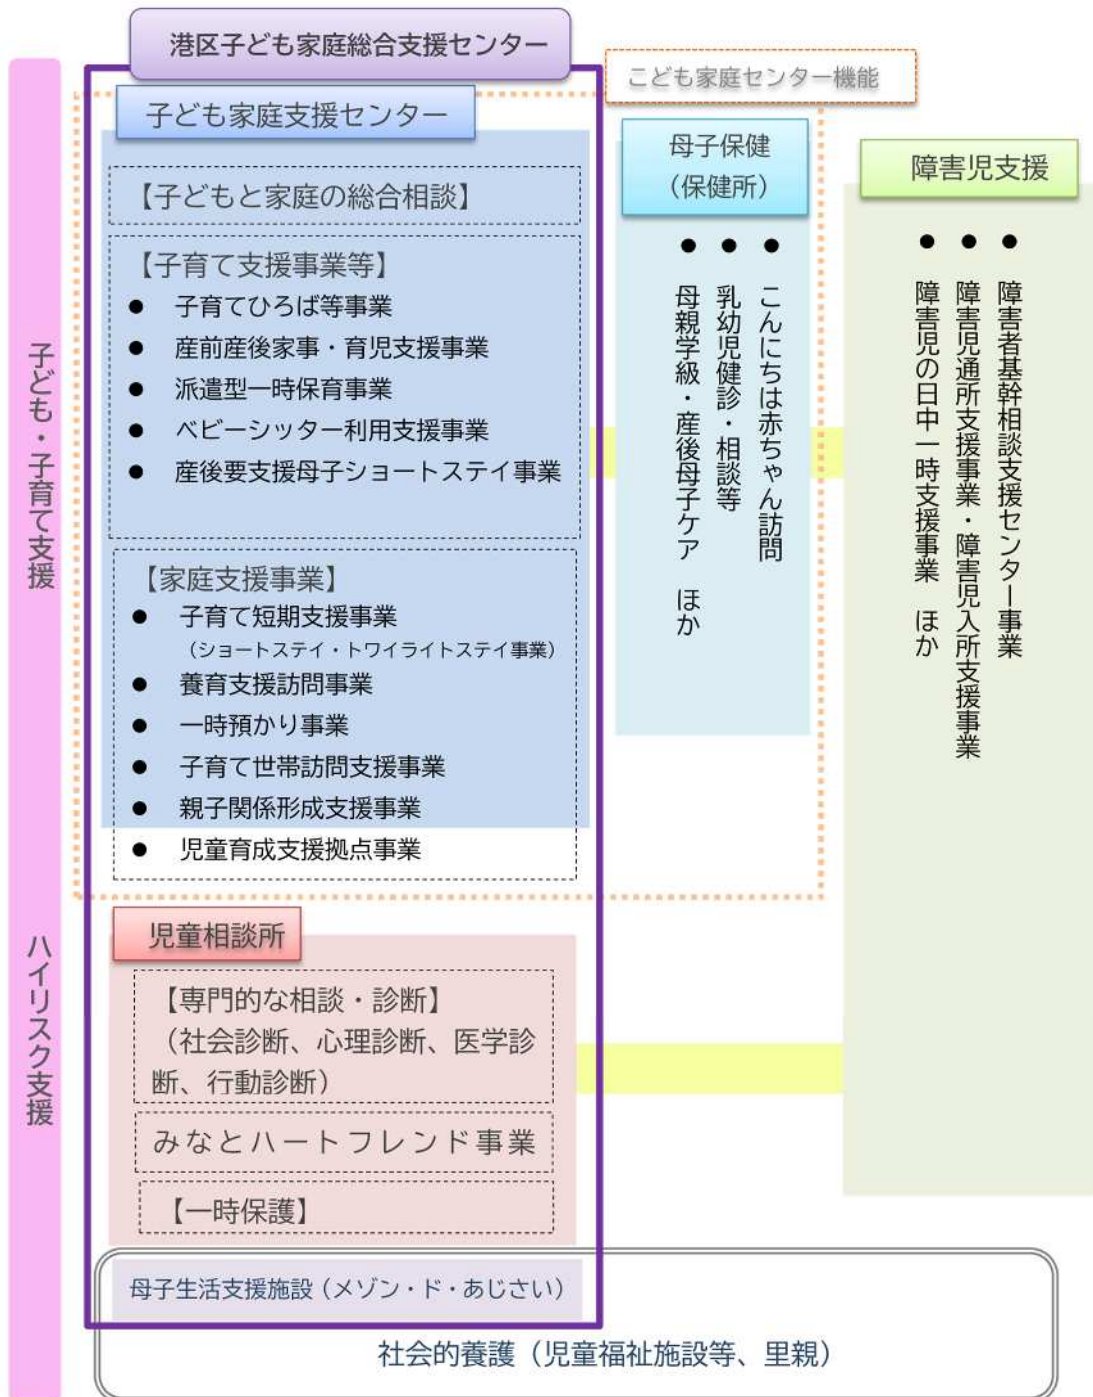 港区子ども家庭総合支援センター
こども家庭センター機能
子ども・子育て支援
ハイリスク支援
子ども家庭支援センター
【子どもと家庭の総合相談】
【子育て支援事業等】
● 子育てひろば等事業
● 産前産後家事・育児支援事業
● 派遣型一時保育事業
● ベビーシッター利用支援事業
● 産後要支援母子ショートステイ事業
【家庭支援事業】
● 子育て短期支援事業
（ショートステイ・トワイライトステイ事業）
● 養育支援訪問事業
● 一時預かり事業
● 子育て世帯訪問支援事業
● 親子関係形成支援事業
● 児童育成支援拠点事業
母子保健
（保健所）
● こんにちは赤ちゃん訪問
● 乳幼児健診・相談等
● 母親学級・産後母子ケア ほか
障害児支援
● 障害者基幹相談支援センター事業
● 障害児通所支援事業・障害児入所支援事業
● 障害児の日中一時支援事業 ほか
児童相談所
【専門的な相談・診断】
（社会診断、心理診断、医学診
断、行動診断）
みなとハートフレンド事業
【一時保護】
母子生活支援施設（メゾン・ド・あじさい）
社会的養護（児童福祉施設等、里親）